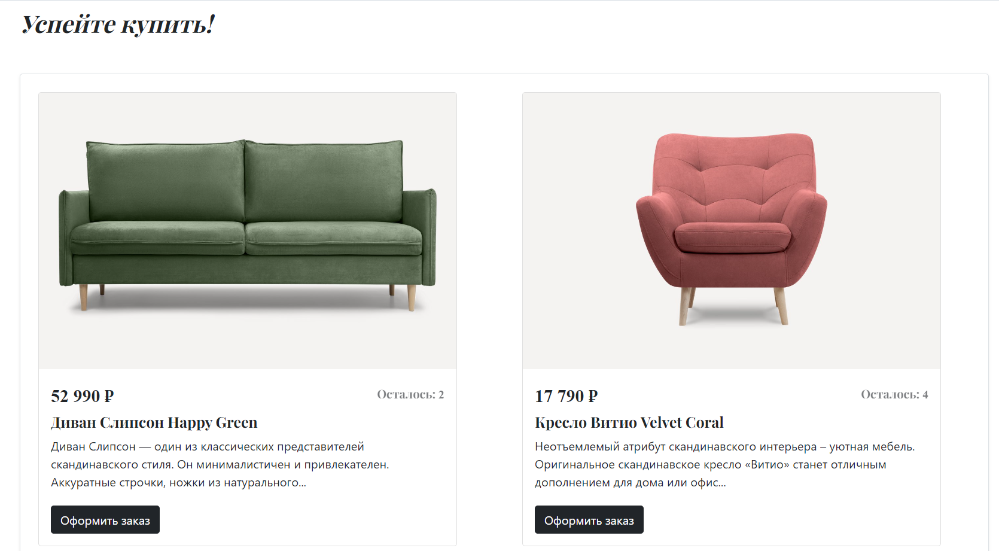 Успейте купить!
52 990 ₽
Осталось: 2
Диван Слипсон Happy Green
Диван Слипсон — один из классических представителей
скандинавского стиля. Он минималистичен и привлекателен.
Аккуратные строчки, ножки из натурального...
Оформить заказ
17 790 ₽
Осталось: 4
Кресло Витио Velvet Coral
Неотъемлемый атрибут скандинавского интерьера – уютная мебель.
Оригинальное скандинавское кресло «Витио» станет отличным
дополнением для дома или офис...
Оформить заказ